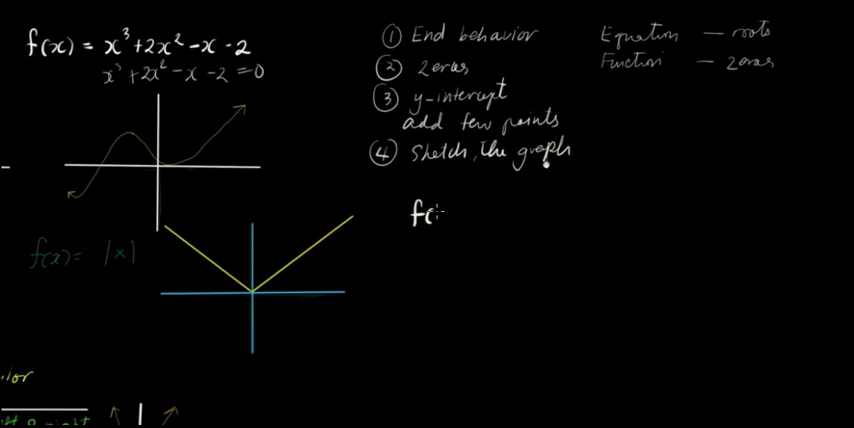 f(x) = x³+2x²-x-2
x³+2x²-x-2=0
① End behavior
② Zeros
③ y-intercept
add few points
④ Sketch the graph
Equation — roots
Function — zeros
f(
f(x) = |x|
ior